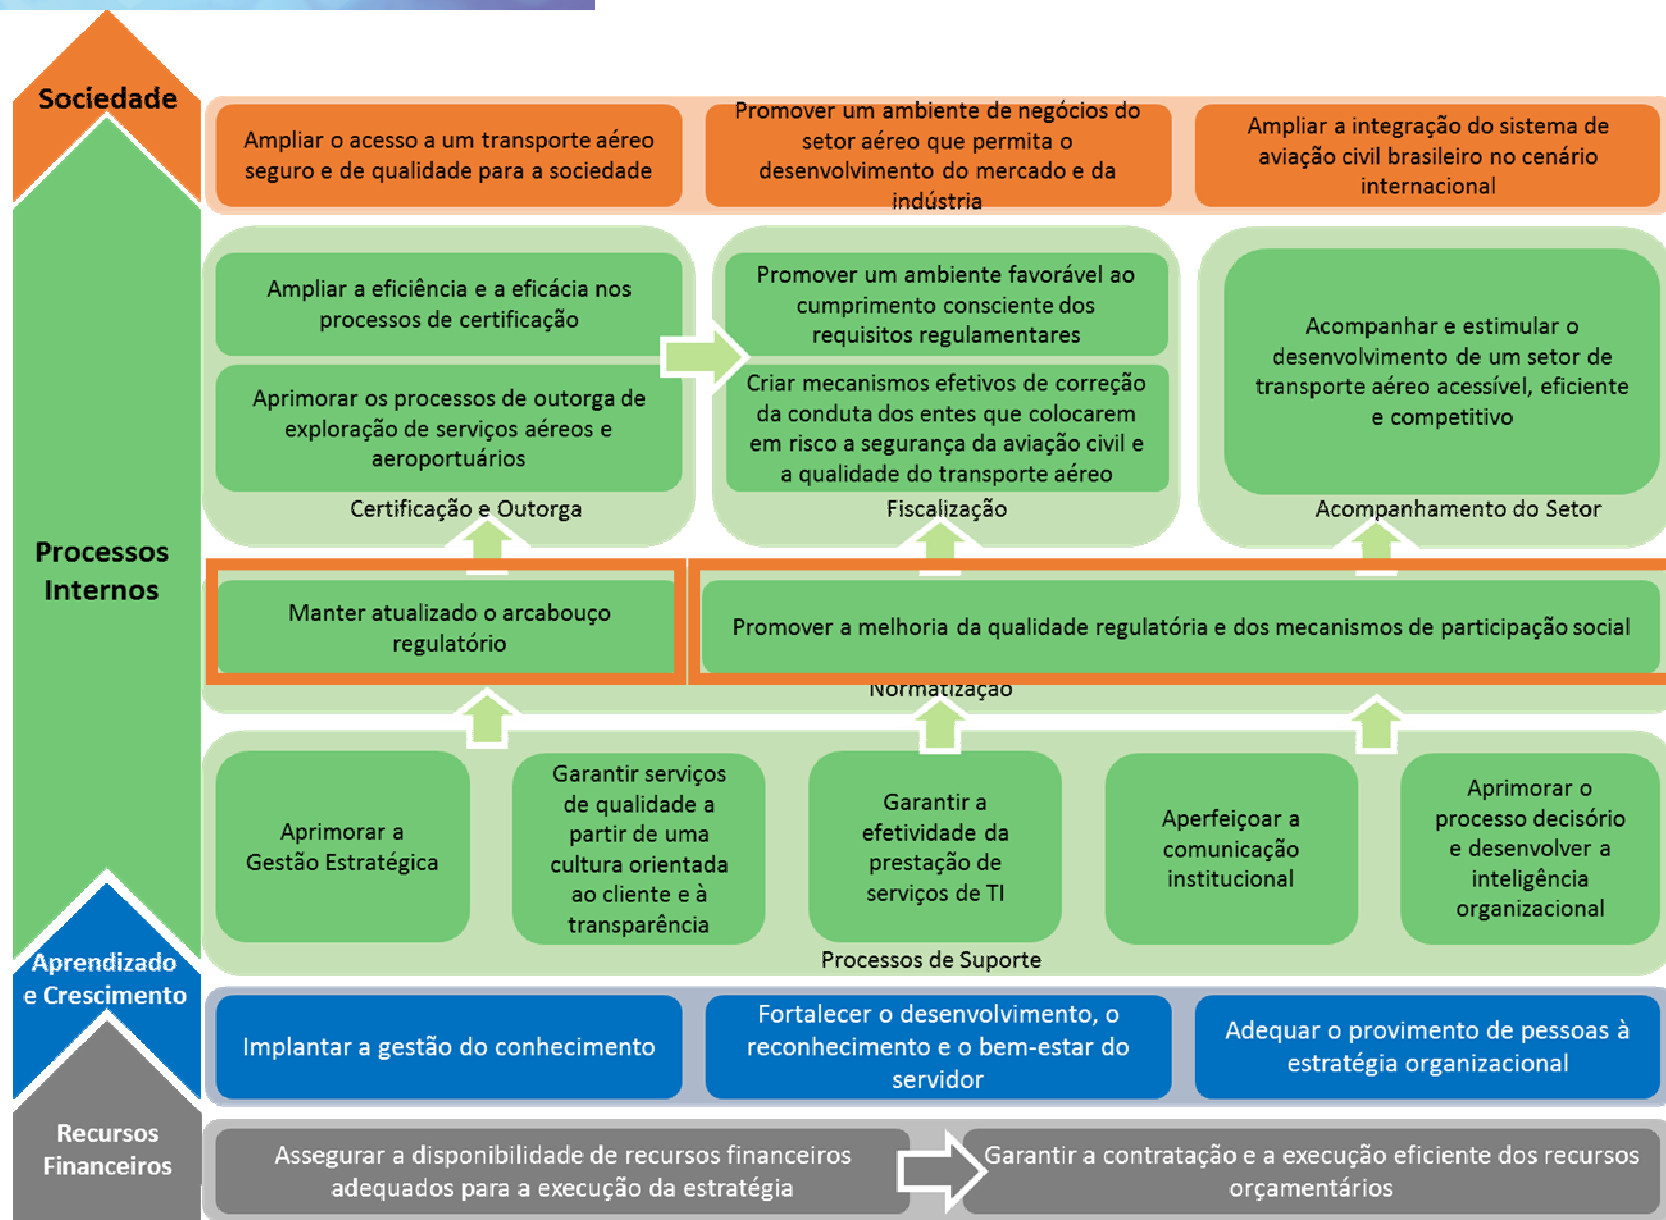 Sociedade
Ampliar o acesso a um transporte aéreo
seguro e de qualidade para a sociedade
Promover um ambiente de negócios do
setor aéreo que permita o
desenvolvimento do mercado e da
indústria
Ampliar a integração do sistema de
aviação civil brasileiro no cenário
internacional
Processos
Internos
Ampliar a eficiência e a eficácia nos
processos de certificação
Aprimorar os processos de outorga de
exploração de serviços aéreos e
aeroportuários
Certificação e Outorga
Promover um ambiente favorável ao
cumprimento consciente dos
requisitos regulamentares
Criar mecanismos efetivos de correção
da conduta dos entes que colocarem
em risco a segurança da aviação civil e
a qualidade do transporte aéreo
Fiscalização
Acompanhar e estimular o
desenvolvimento de um setor de
transporte aéreo acessível, eficiente
e competitivo
Acompanhamento do Setor
Manter atualizado o arcabouço
regulatório
Promover a melhoria da qualidade regulatória e dos mecanismos de participação social
Normatização
Aprimorar a
Gestão Estratégica
Garantir serviços
de qualidade a
partir de uma
cultura orientada
ao cliente e à
transparência
Garantir a
efetividade da
prestação de
serviços de TI
Aperfeiçoar a
comunicação
institucional
Aprimorar o
processo decisório
e desenvolver a
inteligência
organizacional
Processos de Suporte
Aprendizado
e Crescimento
Implantar a gestão do conhecimento
Fortalecer o desenvolvimento, o
reconhecimento e o bem-estar do
servidor
Adequar o provimento de pessoas à
estratégia organizacional
Recursos
Financeiros
Assegurar a disponibilidade de recursos financeiros
adequados para a execução da estratégia
Garantir a contratação e a execução eficiente dos recursos
orçamentários